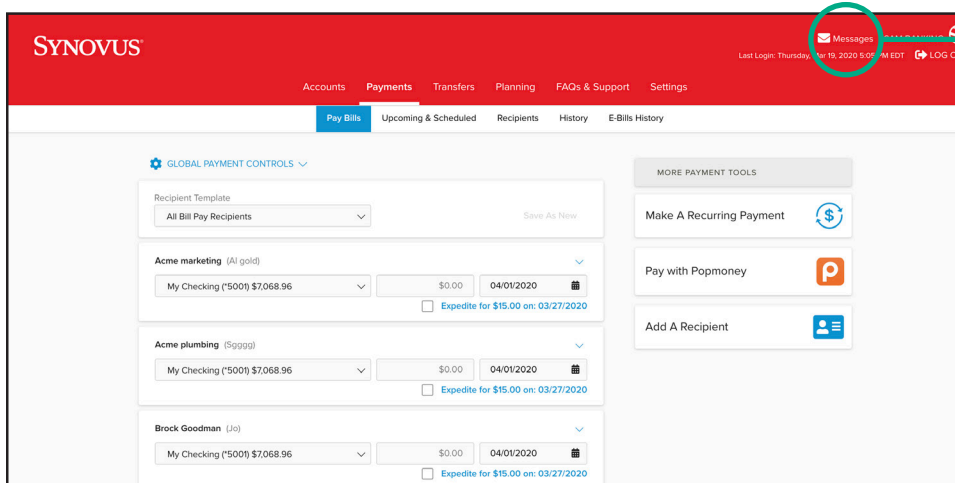 SYNOVUS®
Messages
Last Login: Thursday, Mar 19, 2020 5:05 PM EDT LOG
Accounts Payments Transfers Planning FAQs & Support Settings
Pay Bills Upcoming & Scheduled Recipients History E-Bills History
GLOBAL PAYMENT CONTROLS
MORE PAYMENT TOOLS
Recipient Template
All Bill Pay Recipients Save As New
Make A Recurring Payment $
Acme marketing (Al gold)
My Checking (*5001) $7,068.96 $0.00 04/01/2020
Expedite for $15.00 on: 03/27/2020
Pay with Popmoney p
Add A Recipient
Acme plumbing (Sgggg)
My Checking (*5001) $7,068.96 $0.00 04/01/2020
Expedite for $15.00 on: 03/27/2020
Brock Goodman (Jo)
My Checking (*5001) $7,068.96 $0.00 04/01/2020
Expedite for $15.00 on: 03/27/2020